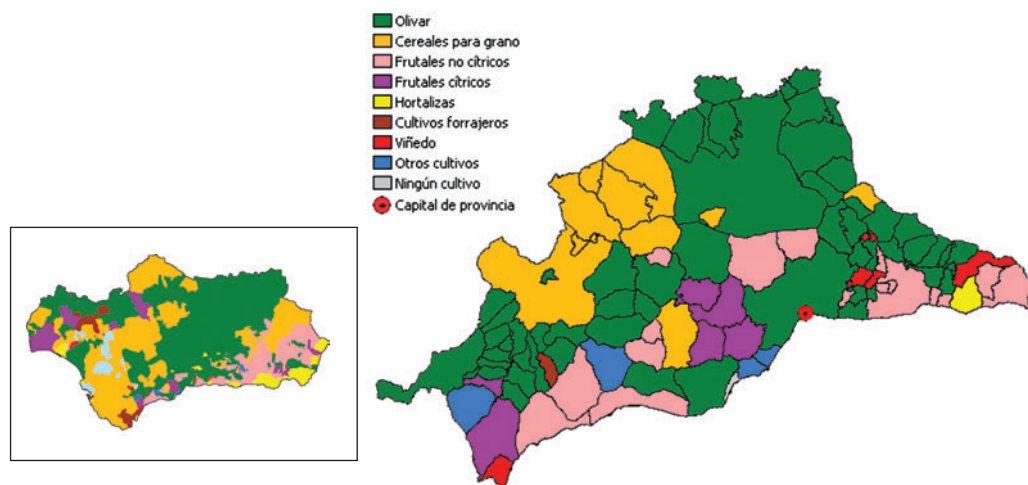 Olivar
Cereales para grano
Frutales no cítricos
Frutales cítricos
Hortalizas
Cultivos forrajeros
Viñedo
Otros cultivos
Ningún cultivo
Capital de provincia